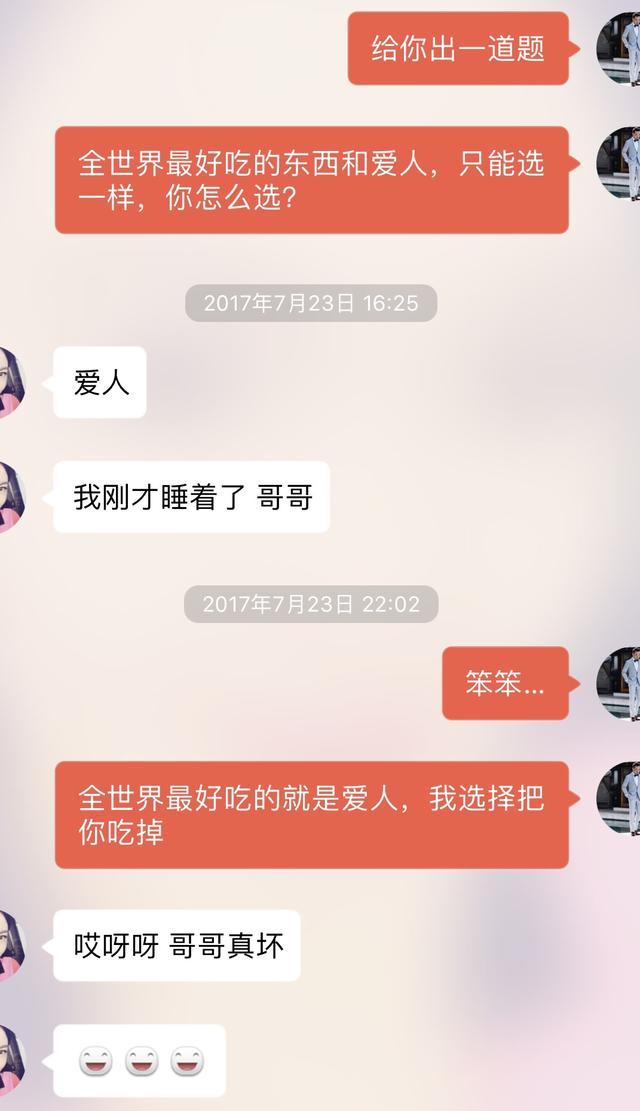 给你出一道题
全世界最好吃的东西和爱人，只能选
一样，你怎么选？
2017年7月23日 16:25
爱人
我刚才睡着了 哥哥
2017年7月23日 22:02
笨笨...
全世界最好吃的就是爱人，我选择把
你吃掉
哎呀呀 哥哥真坏